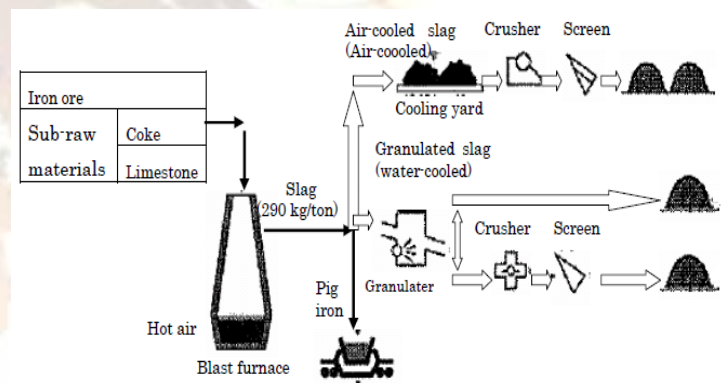 Air-cooled slag
(Air-coooled)
Crusher
Screen
Cooling yard
Iron ore
Sub-raw
materials
Coke
Limestone
Granulated slag
(water-cooled)
Slag
(290 kg/ton)
Crusher
Screen
Granulater
Pig
iron
Hot air
Blast furnace